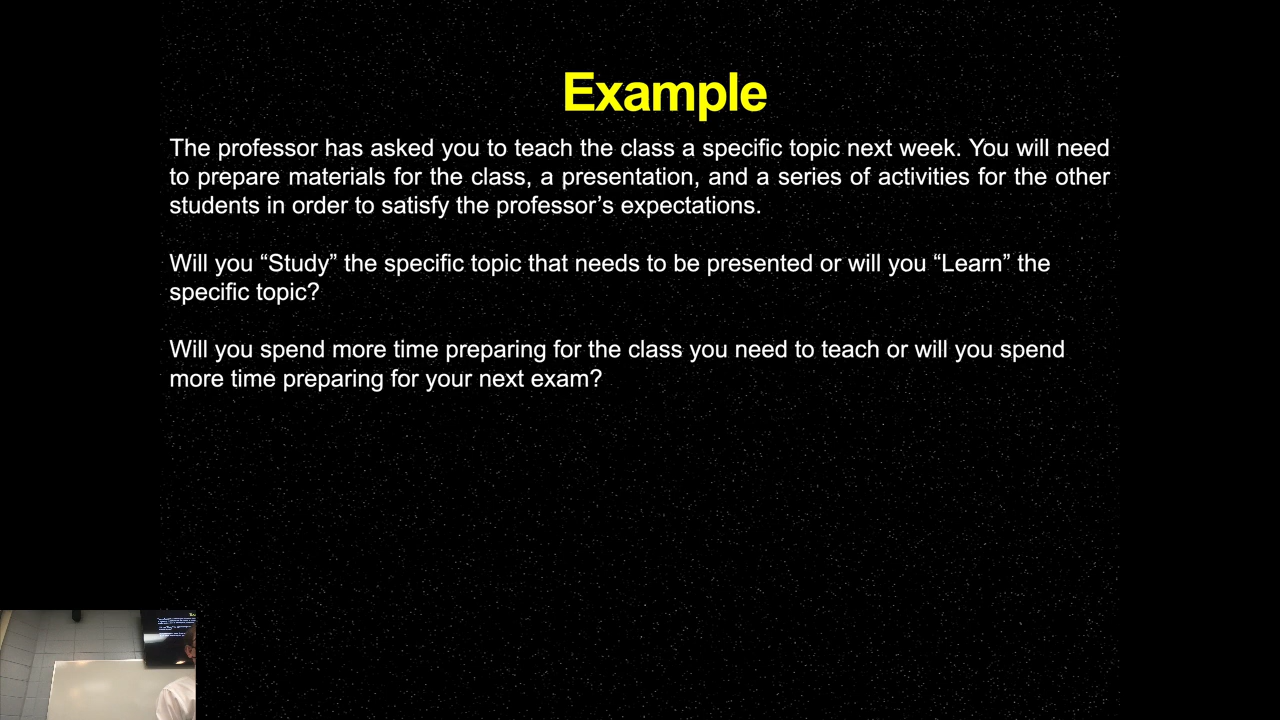 Example
The professor has asked you to teach the class a specific topic next week. You will need
to prepare materials for the class, a presentation, and a series of activities for the other
students in order to satisfy the professor’s expectations.
Will you “Study” the specific topic that needs to be presented or will you “Learn” the
specific topic?
Will you spend more time preparing for the class you need to teach or will you spend
more time preparing for your next exam?